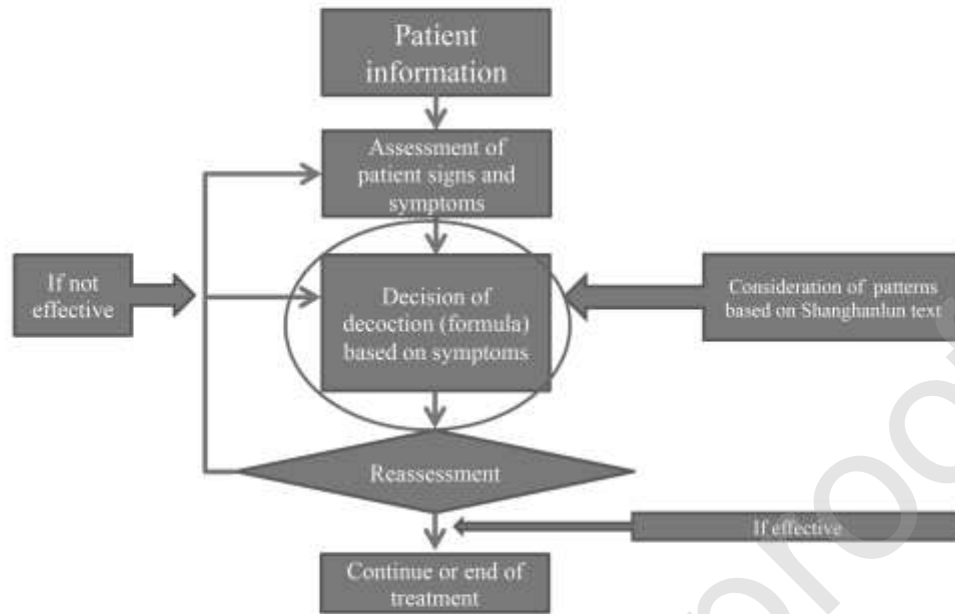 Patient
information
Assessment of
patient signs and
symptoms
If not
effective
Decision of
decoction (formula)
based on symptoms
Consideration of patterns
based on Shanghanlun text
Reassessment
If effective
Continue or end of
treatment
proof